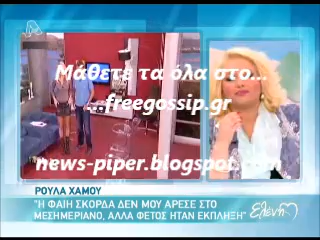 Μάθετε τα όλα στο...
...freegossip.gr
news-piper.blogspot.com
ΡΟΥΛΑ ΧΑΜΟΥ
"Η ΦΑΙΗ ΣΚΟΡΔΑ ΔΕΝ ΜΟΥ ΑΡΕΣΕ ΣΤΟ
ΜΕΣΗΜΕΡΙΑΝΟ, ΑΛΛΑ ΦΕΤΟΣ ΗΤΑΝ ΕΚΠΛΗΞΗ"
Ελένη